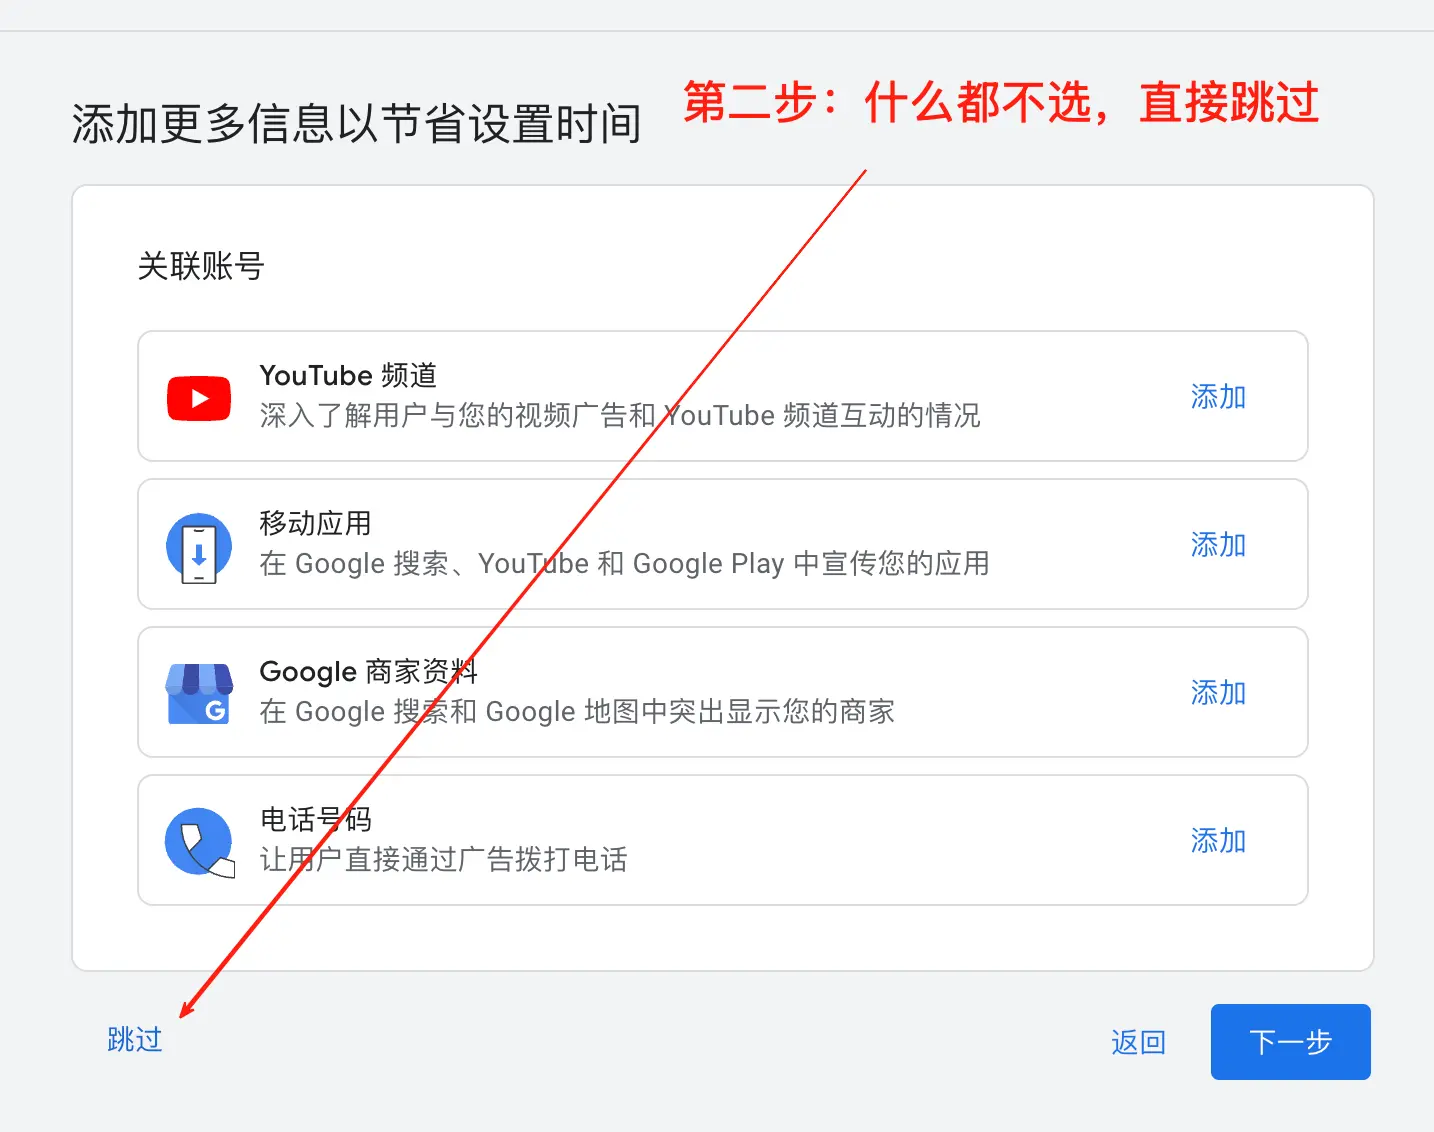 第二步：什么都不选，直接跳过
添加更多信息以节省设置时间
关联账号
YouTube 频道
深入了解用户与您的视频广告和 YouTube 频道互动的情况
添加
移动应用
在 Google 搜索、YouTube 和 Google Play 中宣传您的应用
添加
Google 商家资料
在 Google 搜索和 Google 地图中突出显示您的商家
添加
G
电话号码
让用户直接通过广告拨打电话
添加
跳过
返回
下一步